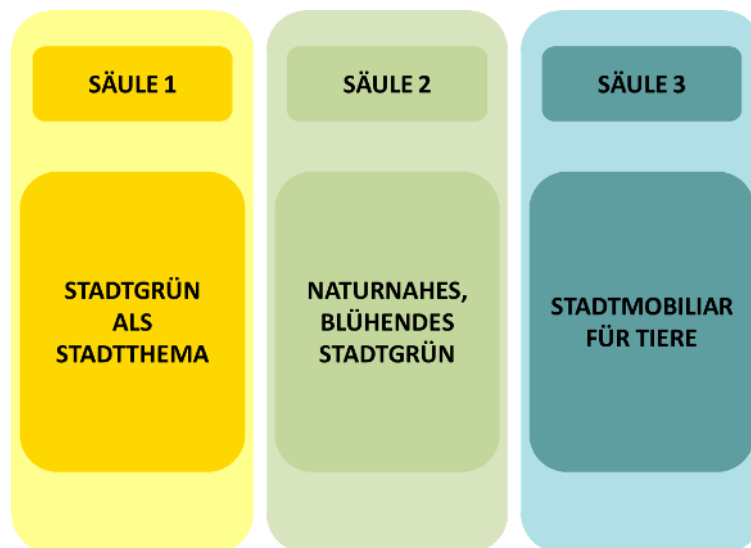 SÄULE 1
STADTGRÜN
ALS
STADTTHEMA
SÄULE 2
NATURNAHES,
BLÜHENDES
STADTGRÜN
SÄULE 3
STADTMOBILIAR
FÜR TIERE